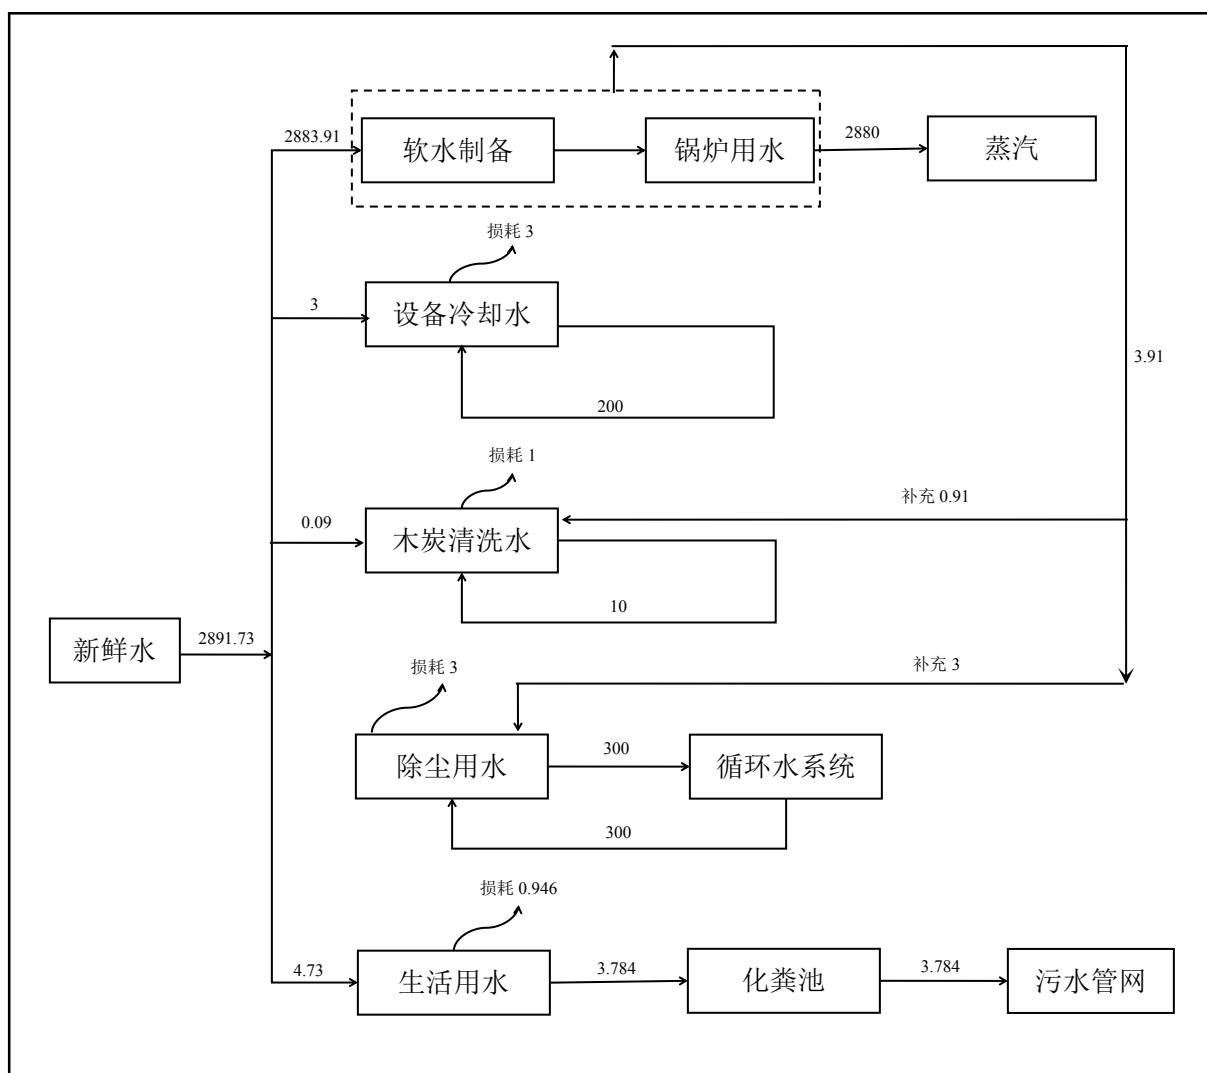 2883.91
软水制备
锅炉用水
2880
蒸汽
损耗 3
3
设备冷却水
200
3.91
损耗 1
补充 0.91
0.09
木炭清洗水
10
新鲜水
2891.73
损耗 3
补充 3
除尘用水
300
循环水系统
300
损耗 0.946
4.73
生活用水
3.784
化粪池
3.784
污水管网